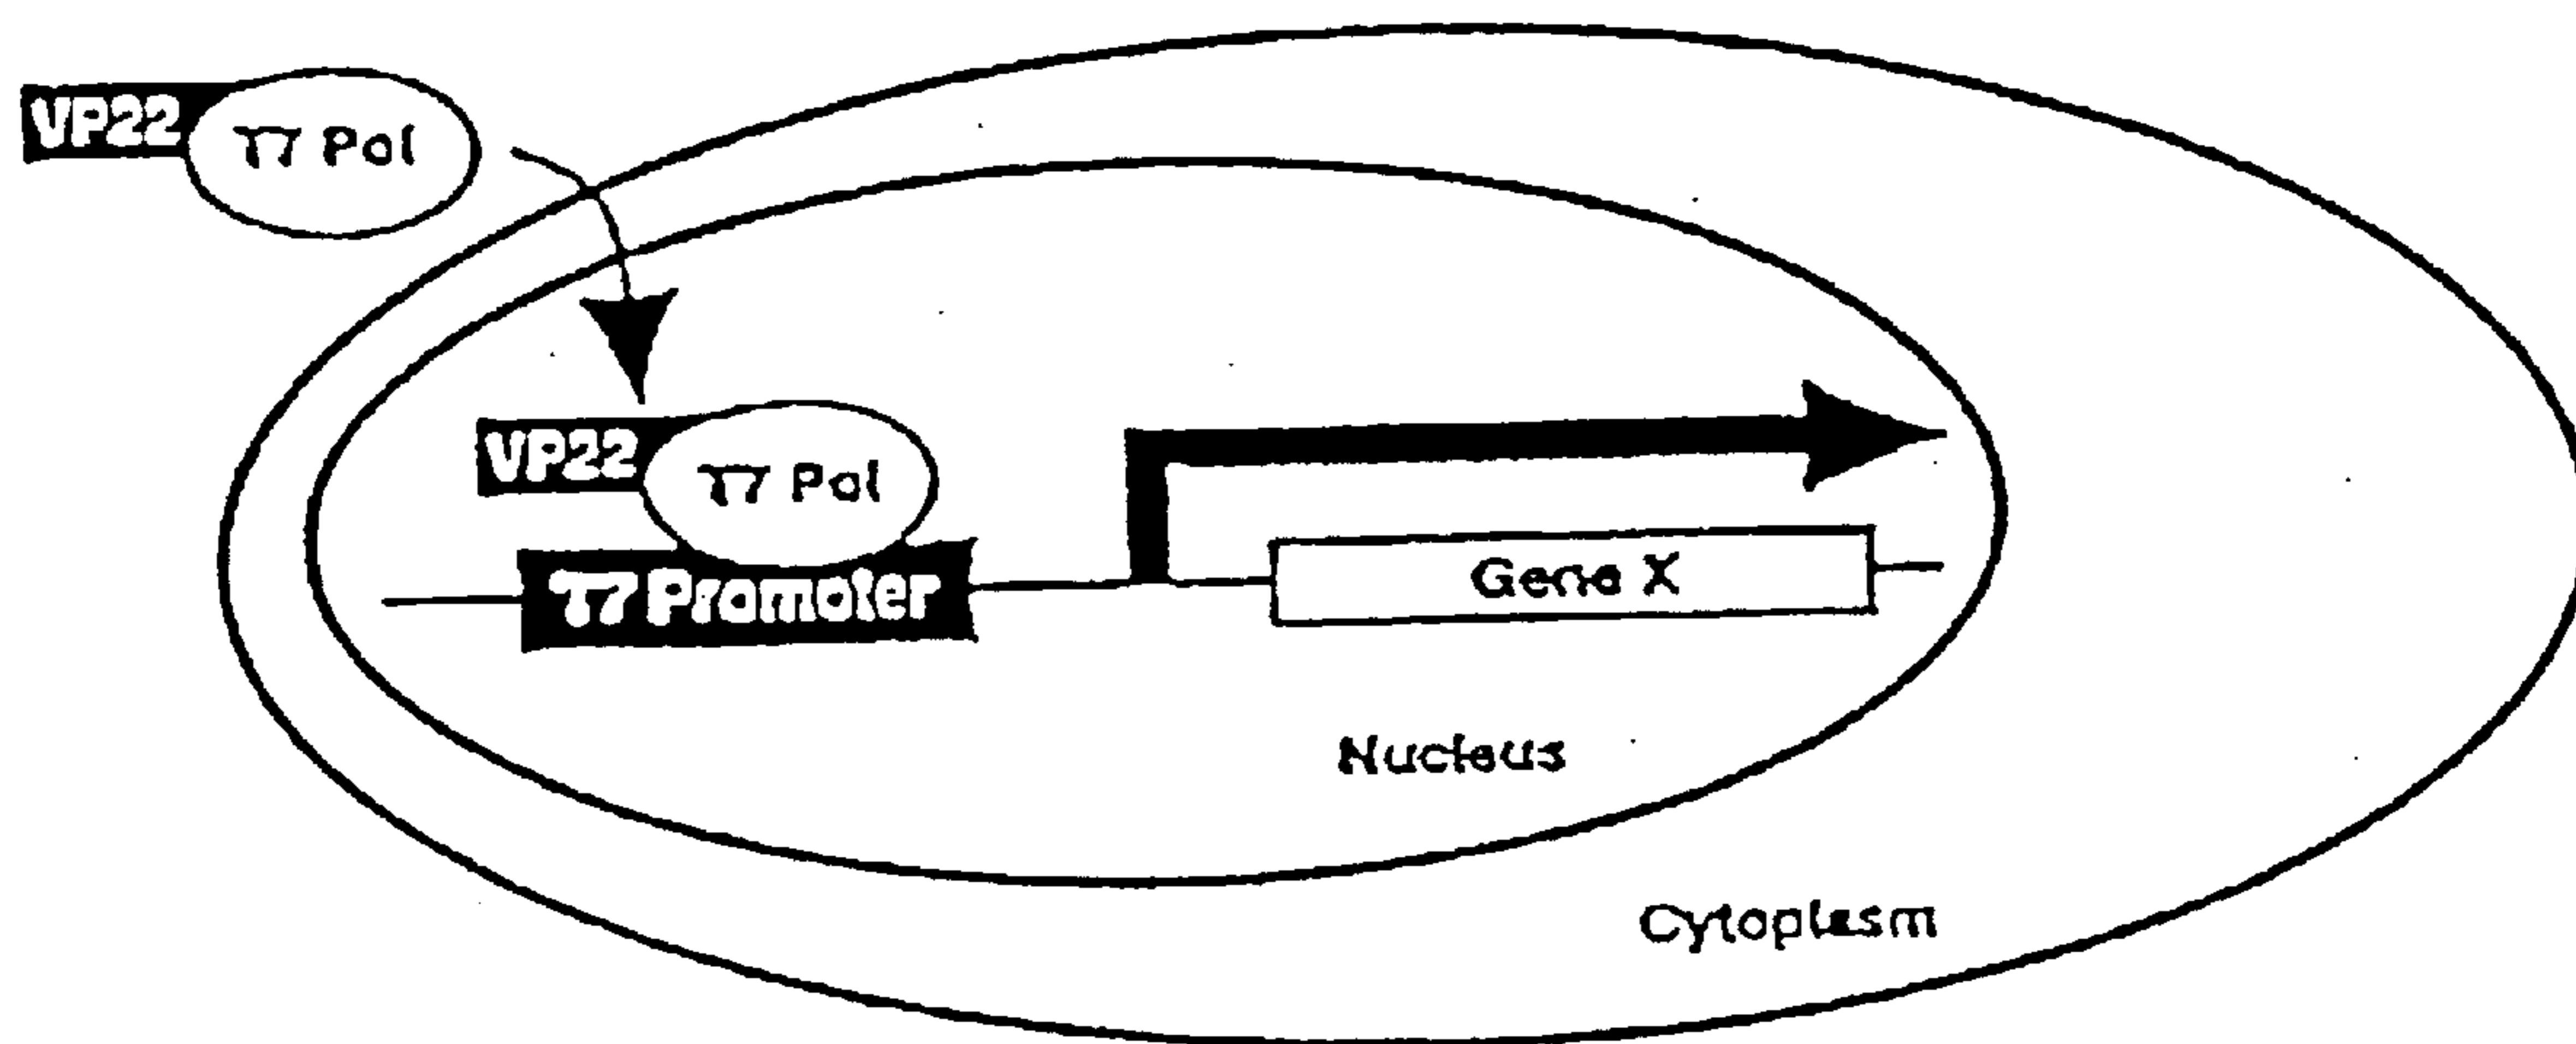 VP22
T7 Pol
VP22
T7 Pol
T7 Promoter
Gene X
Nucleus
Cytoplasm